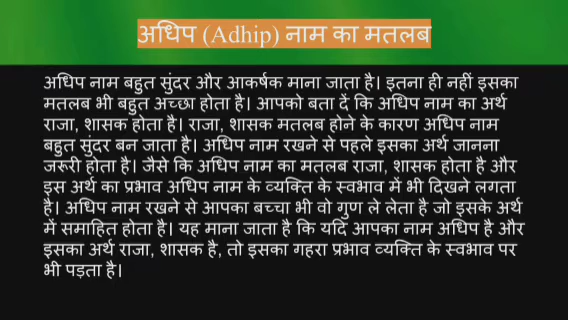 अधिप (Adhip) नाम का मतलब
अधिप नाम बहुत सुंदर और आकर्षक माना जाता है। इतना ही नहीं इसका
मतलब भी बहुत अच्छा होता है। आपको बता दें कि अधिप नाम का अर्थ
राजा, शासक होता है। राजा, शासक मतलब होने के कारण अधिप नाम
बहुत सुंदर बन जाता है। अधिप नाम रखने से पहले इसका अर्थ जानना
जरूरी होता है। जैसे कि अधिप नाम का मतलब राजा, शासक होता है और
इस अर्थ का प्रभाव अधिप नाम के व्यक्ति के स्वभाव में भी दिखने लगता
है। अधिप नाम रखने से आपका बच्चा भी वो गुण ले लेता है जो इसके अर्थ
में समाहित होता है। यह माना जाता है कि यदि आपका नाम अधिप है और
इसका अर्थ राजा, शासक है, तो इसका गहरा प्रभाव व्यक्ति के स्वभाव पर
भी पड़ता है।